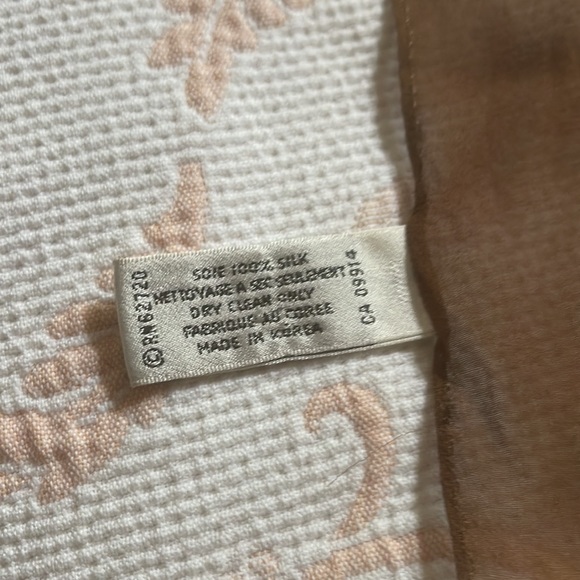 SOIE 100% SILK
NETTOYAGE A SEC SEULEMENT
DRY CLEAN ONLY
FABRIQUE AU COREE
MADE IN KOREA
©RN62720
CA 09914